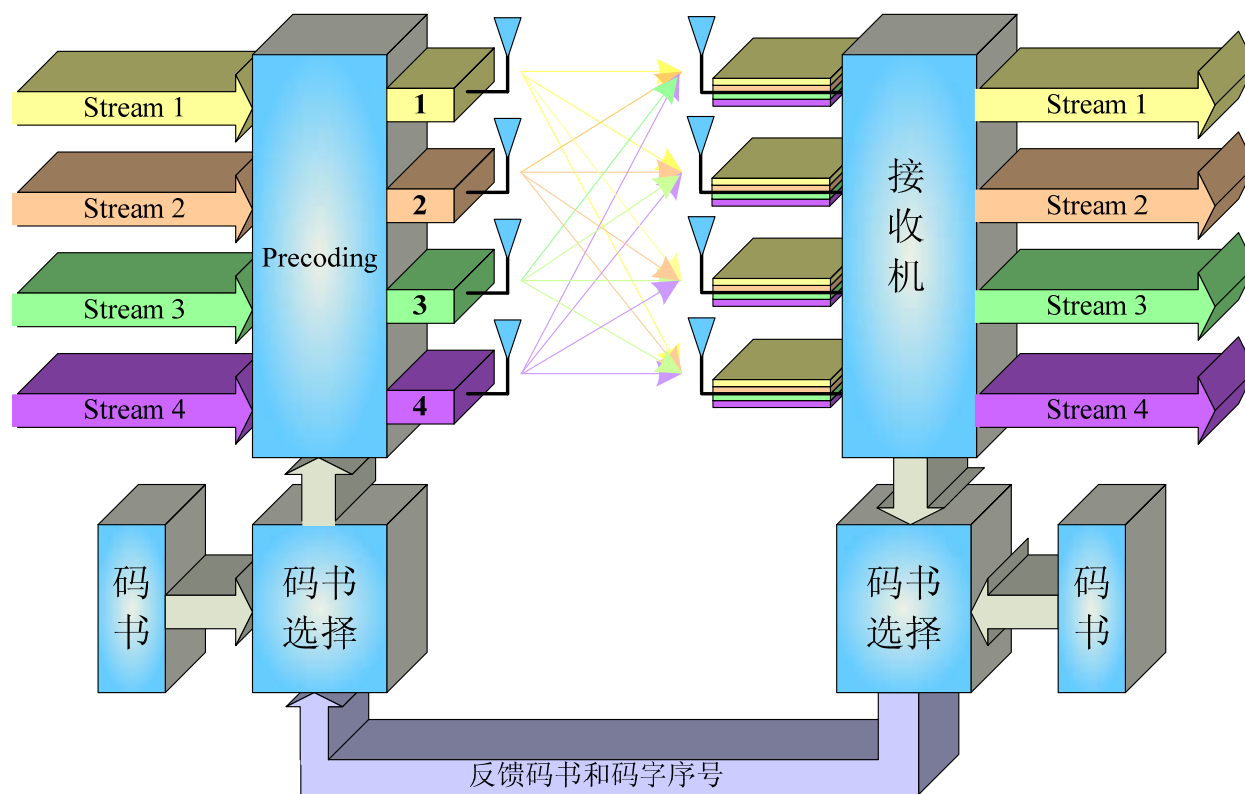 Stream 1
Stream 2
Stream 3
Stream 4
Precoding
1
2
3
4
接
收
机
Stream 1
Stream 2
Stream 3
Stream 4
码
书
码书
选择
码书
选择
码
书
反馈码书和码字序号